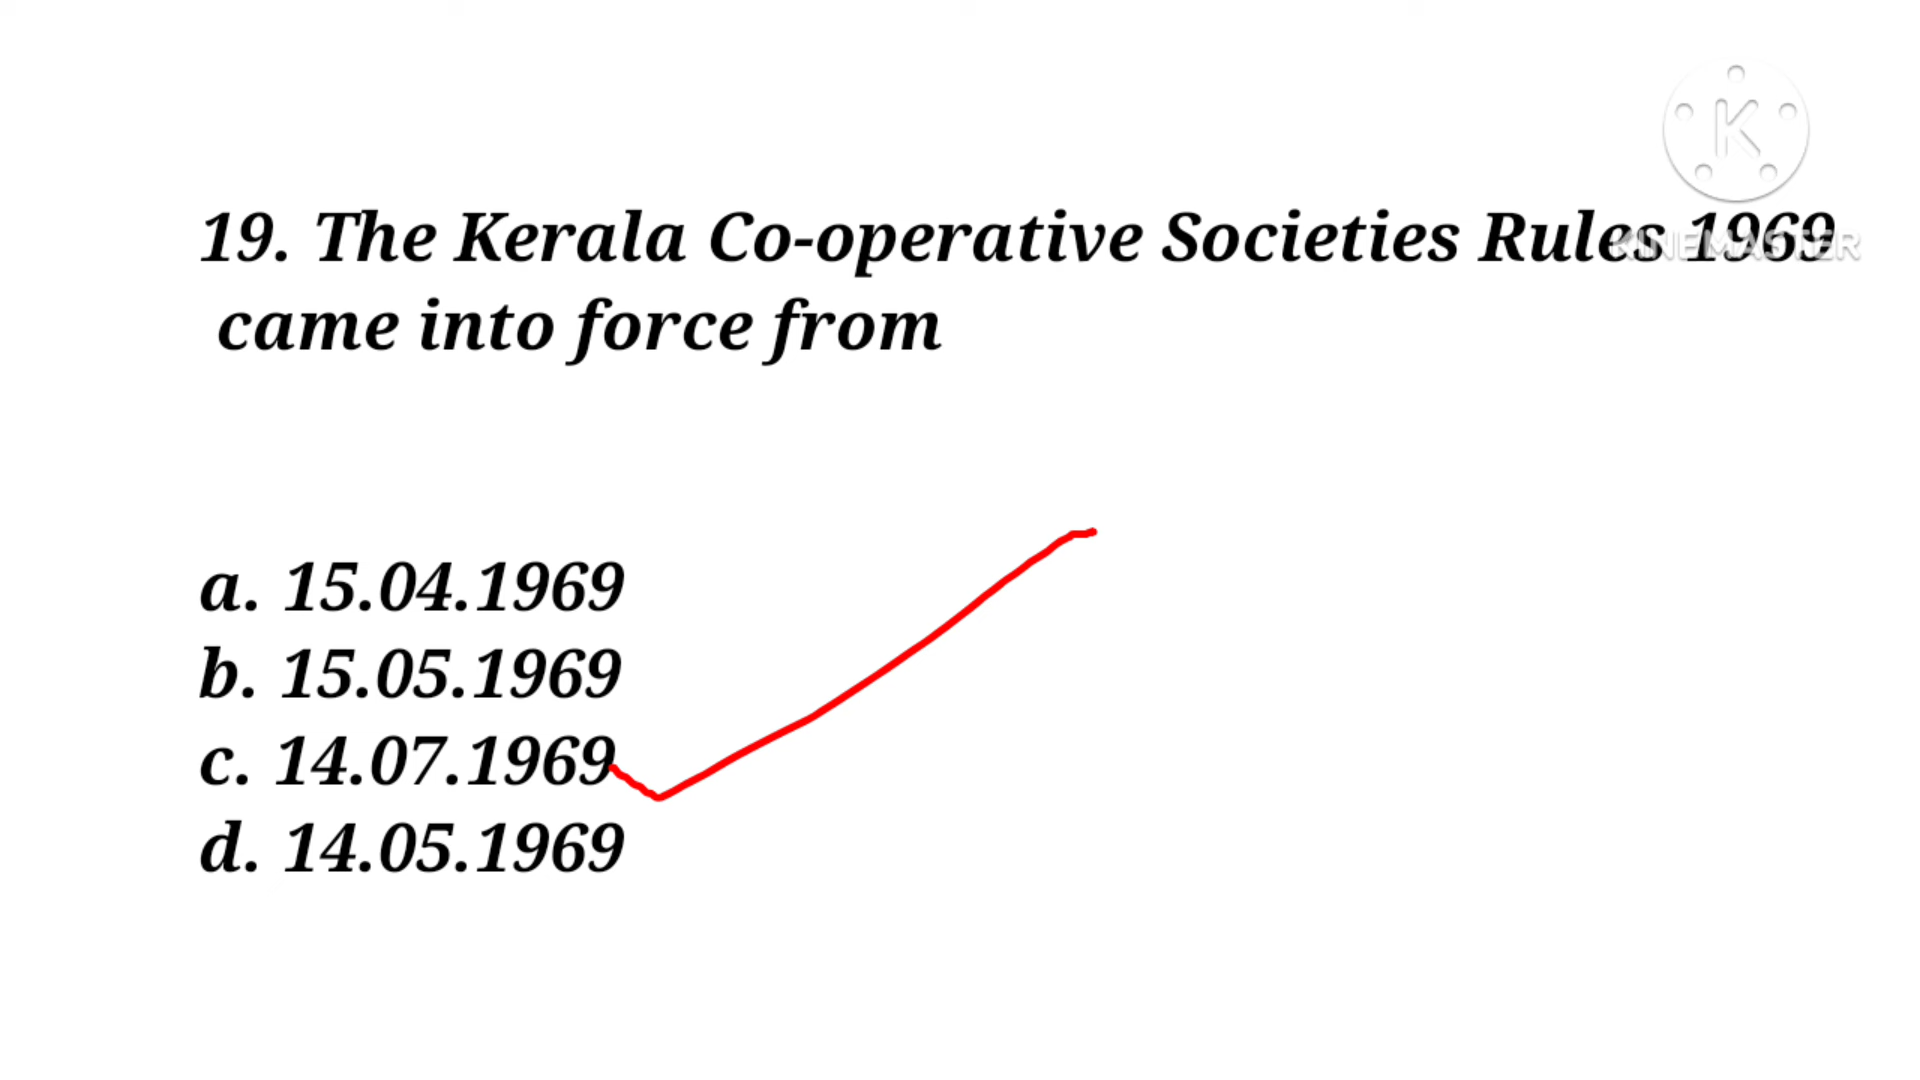 K
KINEMASTER
19. The Kerala Co-operative Societies Rules 1969
came into force from
a. 15.04.1969
b. 15.05.1969
c. 14.07.1969
d. 14.05.1969